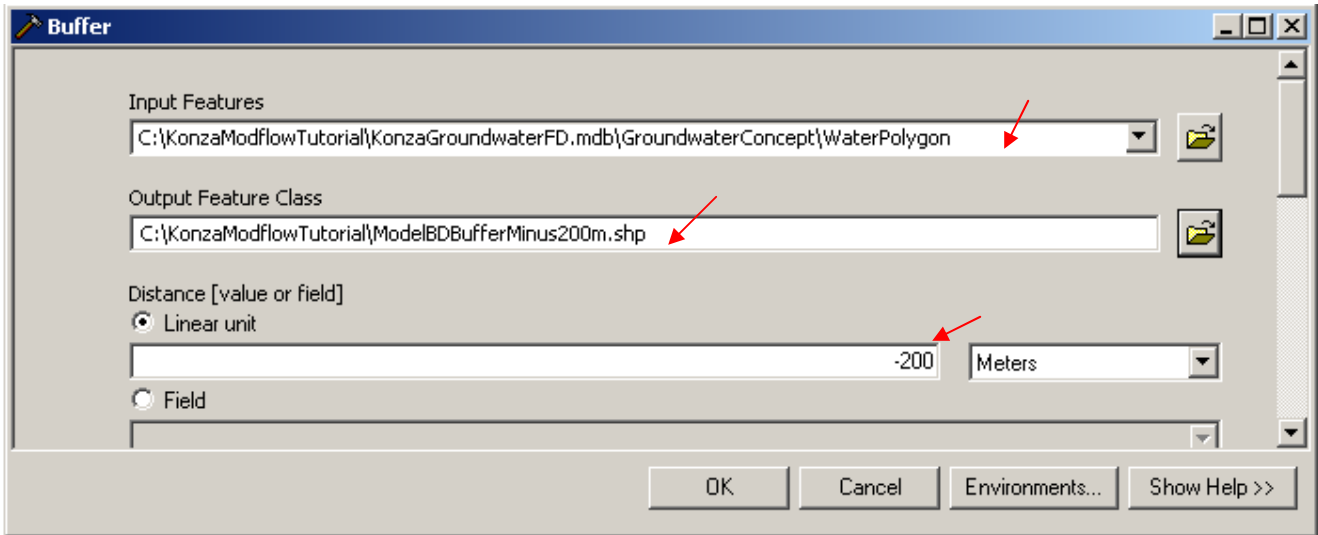 Buffer
Input Features
C:\KonzaModflowTutorial\KonzaGroundwaterFD.mdb\GroundwaterConcept\WaterPolygon
Output Feature Class
C:\KonzaModflowTutorial\ModelBDBufferMinus200m.shp
Distance [value or field]
Linear unit
-200 Meters
Field
OK Cancel Environments... Show Help >>